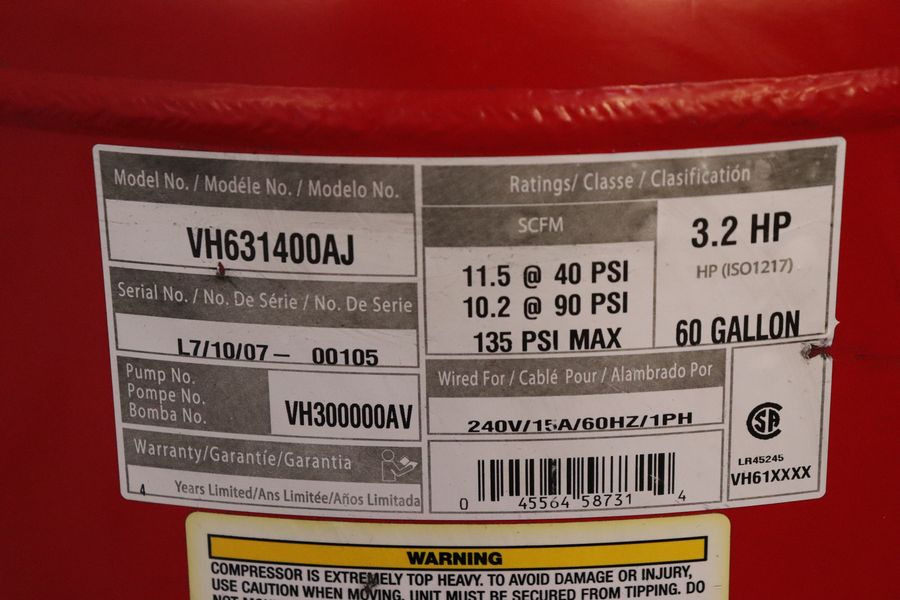 Model No. / Modéle No. / Modelo No.
VH631400AJ
Serial No. / No. De Série / No. De Serie
L7/10/07 – 00105
Pump No.
Pompe No.
Bomba No.
VH300000AV
Warranty/Garantíe/Garantia
4 Years Limited/Ans Limitée/Años Limitada
Ratings/ Classe / Clasificatión
SCFM
11.5 @ 40 PSI
10.2 @ 90 PSI
135 PSI MAX
3.2 HP
HP (ISO1217)
60 GALLON
Wired For / Cablé Pour / Alambrado Por
240V/15A/60HZ/1PH
0 45564 58731 4
SA
LR45245
VH61XXXX
WARNING
COMPRESSOR IS EXTREMELY TOP HEAVY. TO AVOID DAMAGE OR INJURY,
USE CAUTION WHEN MOVING. UNIT MUST BE SECURED FROM TIPPING. DO